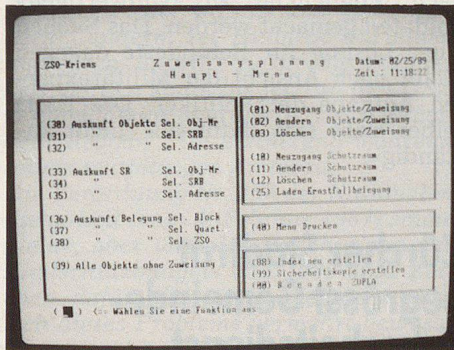 ZSO-Kriens
Zuweisungsplanung
Haupt - Menu
Datum: 02/25/89
Zeit : 11:18:22
(30) Auskunft Objekte Sel. Obj-Nr
(31) " " Sel. SRB
(32) " " Sel. Adresse
(33) Auskunft SR Sel. Obj-Nr
(34) " Sel. SRB
(35) " Sel. Adresse
(36) Auskunft Belegung Sel. Block
(37) " " Sel. Quart.
(38) " " Sel. ZSO
(39) Alle Objekte ohne Zuweisung
(01) Neuzugang Objekte/Zuweisung
(02) Aendern Objekte/Zuweisung
(03) Löschen Objekte/Zuweisung
(10) Neuzugang Schutzraum
(11) Aendern Schutzraum
(12) Löschen Schutzraum
(25) Laden Ernstfallbelegung
(40) Menu Drucken
(88) Index neu erstellen
(99) Sicherheitskopie erstellen
(00) Beenden ZUPLA
( ) <== Wählen Sie eine Funktion aus